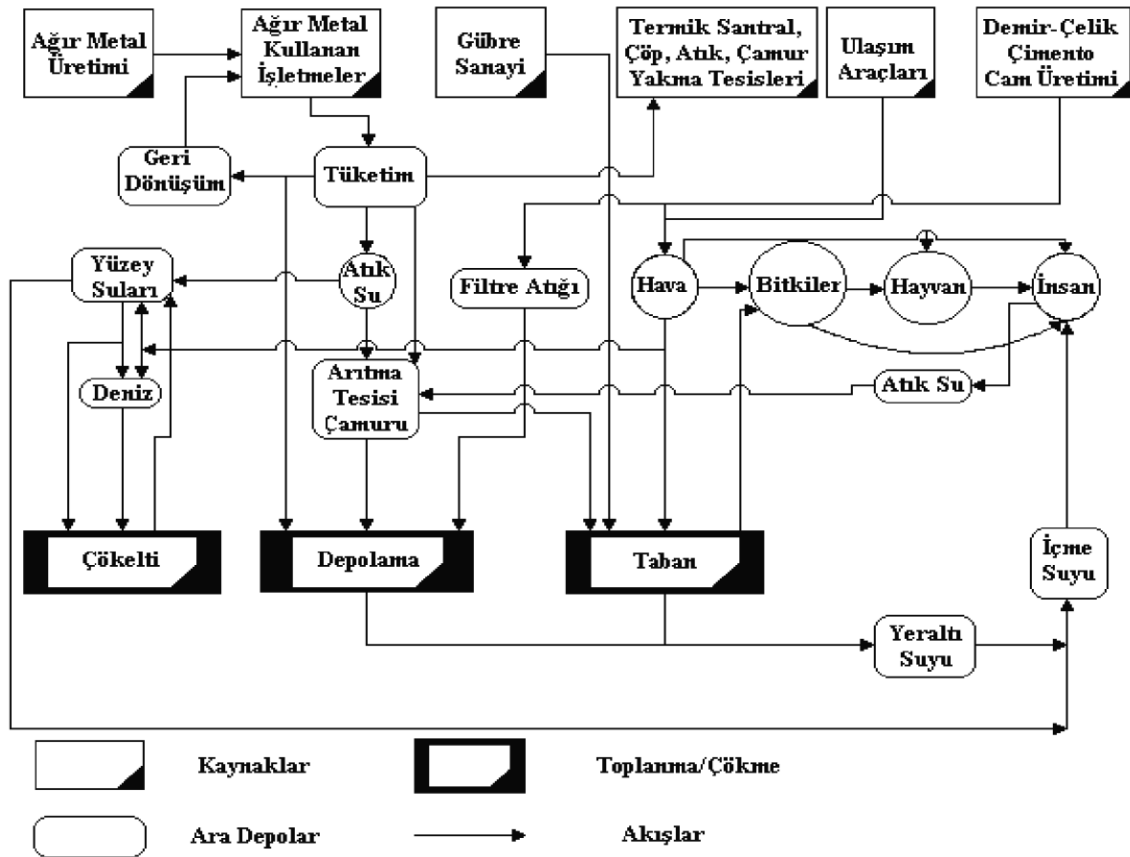 Ağır Metal
Üretimi
Ağır Metal
Kullanan
İşletmeler
Gübre
Sanayi
Termik Santral,
Çöp, Atık, Çamur
Yakma Tesisleri
Ulaşım
Araçları
Demir-Çelik
Çimento
Cam Üretimi
Geri
Dönüşüm
Tüketim
Yüzey
Suları
Atık
Su
Filtre Atığı
Hava
Bitkiler
Hayvan
İnsan
Deniz
Arıtma
Tesisi
Çamuru
Atık Su
Çökelti
Depolama
Taban
İçme
Suyu
Yeraltı
Suyu
Kaynaklar
Toplanma/Çökme
Ara Depolar
Akışlar